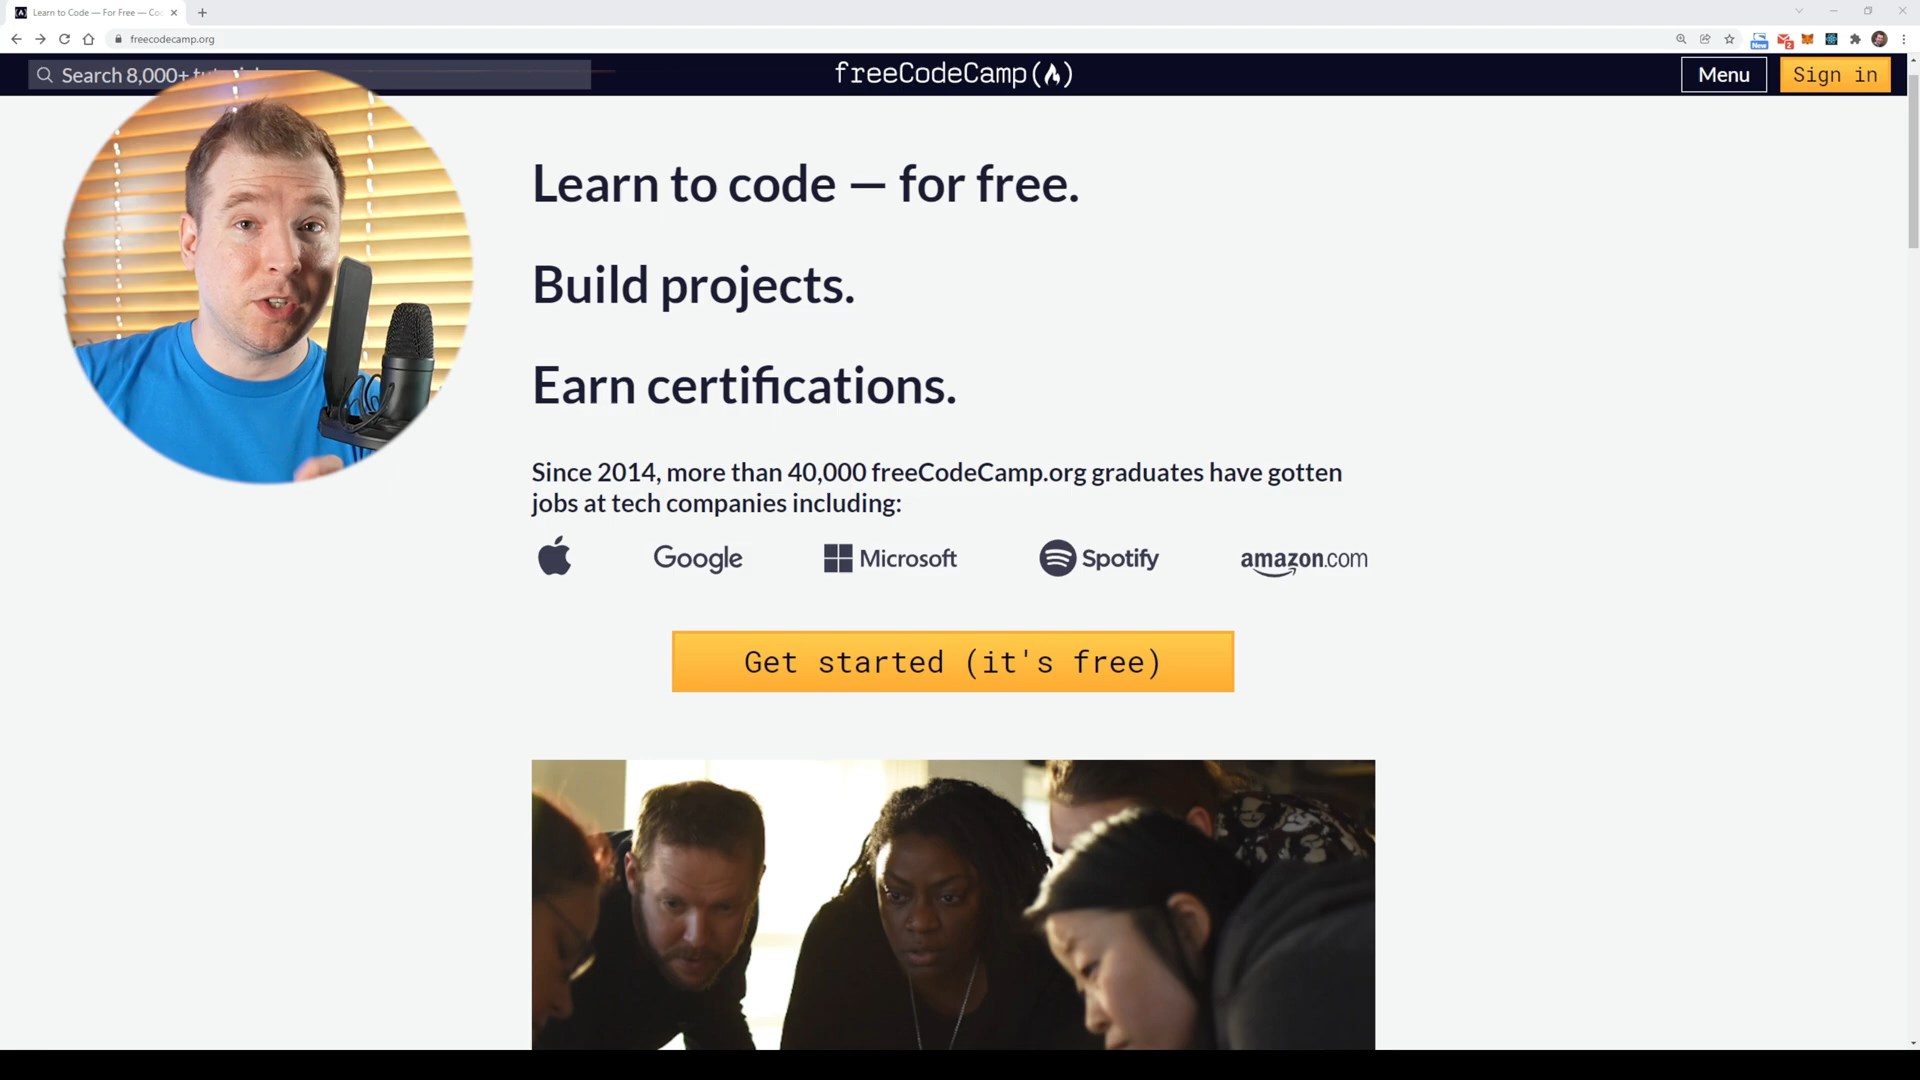 Learn to Code — For Free — Co
freecodecamp.org
New
2
Search 8,000+
freeCodeCamp
Menu
Sign in
Learn to code — for free.
Build projects.
Earn certifications.
Since 2014, more than 40,000 freeCodeCamp.org graduates have gotten
jobs at tech companies including:
Google
Microsoft
Spotify
amazon.com
Get started (it's free)